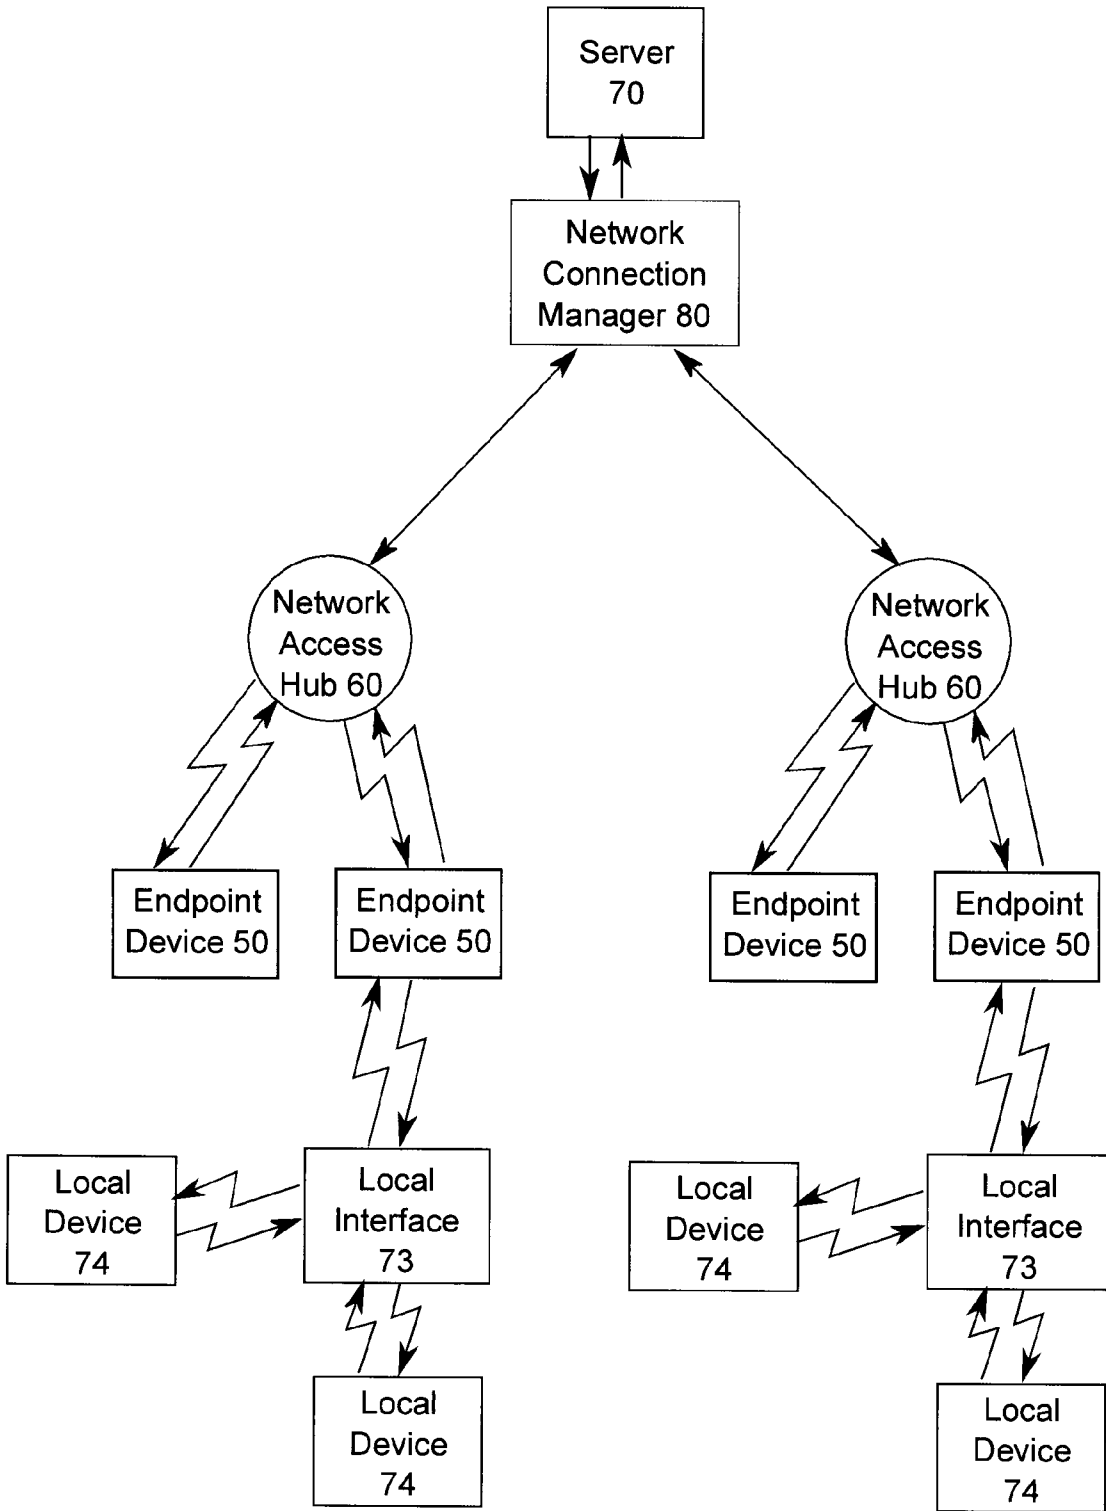 Server
70
Network
Connection
Manager 80
Network
Access
Hub 60
Network
Access
Hub 60
Endpoint
Device 50
Endpoint
Device 50
Endpoint
Device 50
Endpoint
Device 50
Local
Device
74
Local
Interface
73
Local
Device
74
Local
Interface
73
Local
Device
74
Local
Device
74